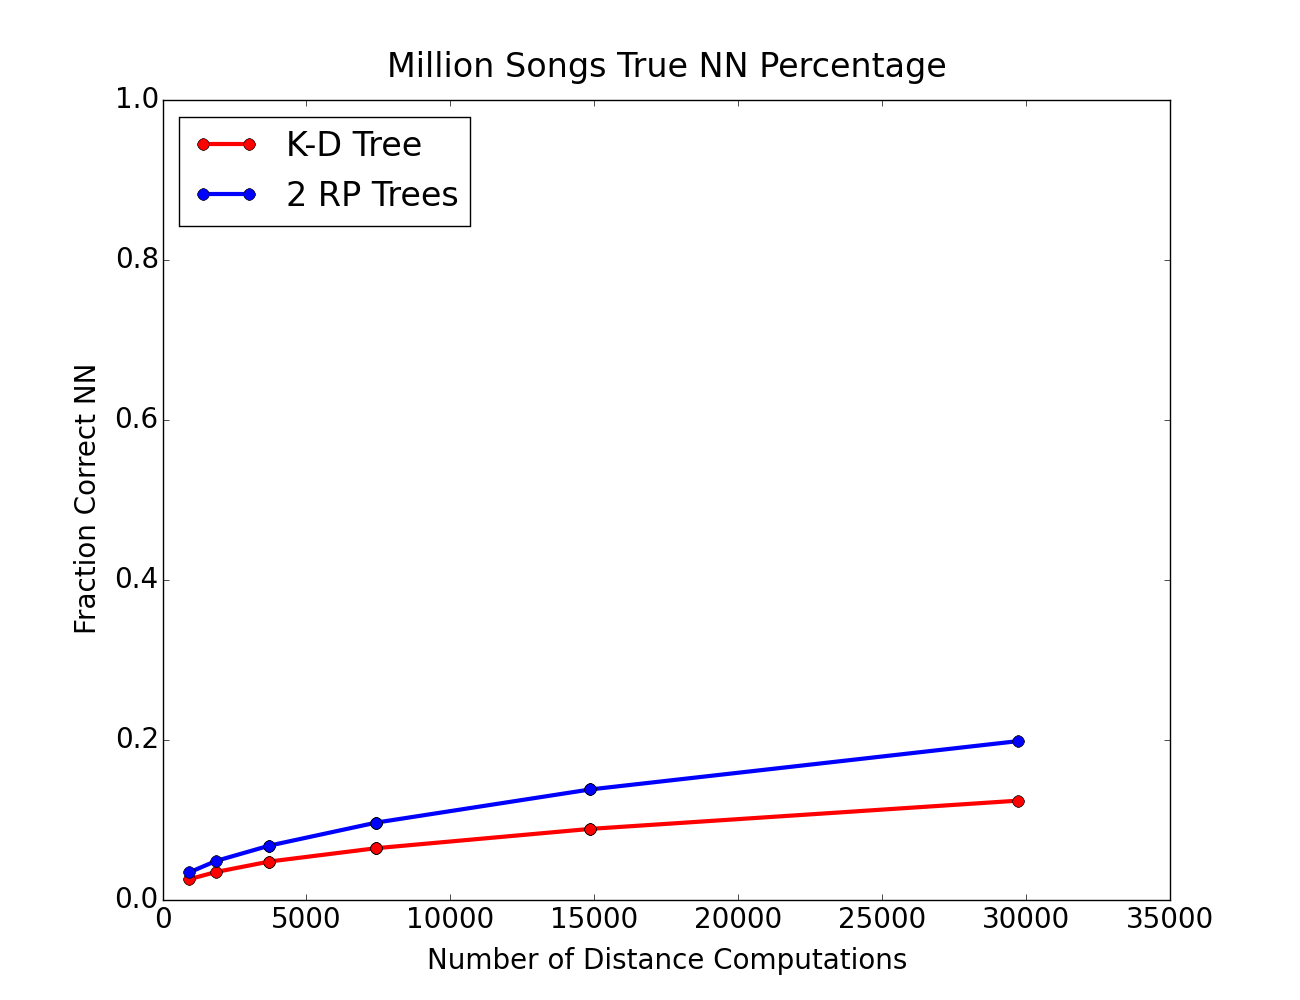 Million Songs True NN Percentage
1.0
K-D Tree
2 RP Trees
0.8
0.6
Fraction Correct NN
0.4
0.2
0.0
0 5000 10000 15000 20000 25000 30000 35000
Number of Distance Computations